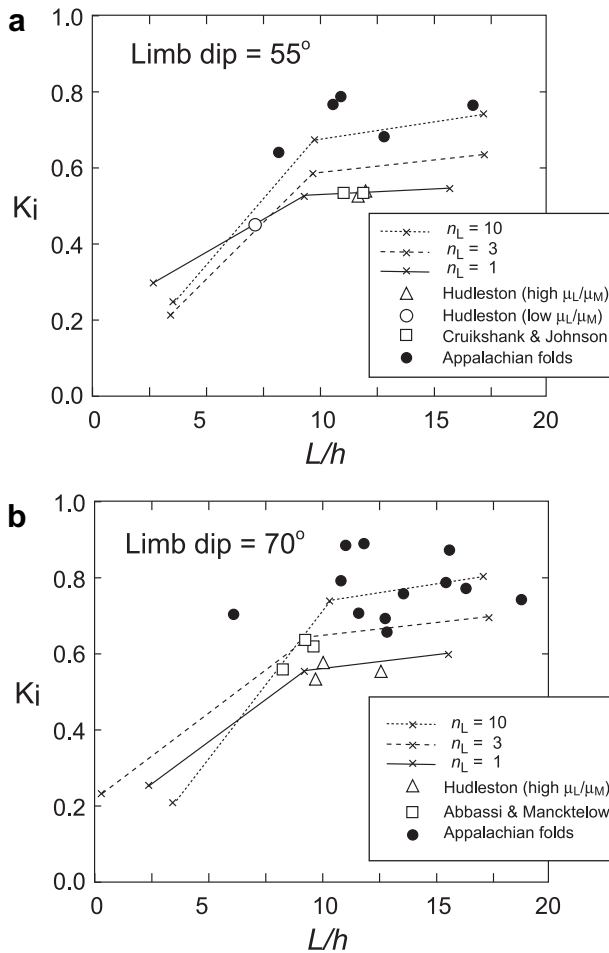 a
Limb dip = 55°
1.0
0.8
0.6
0.4
0.2
0.0
Ki
0
5
10
15
20
L/h
nL = 10
nL = 3
nL = 1
Hudleston (high μL/μM)
Hudleston (low μL/μM)
Cruikshank & Johnson
Appalachian folds
b
Limb dip = 70°
1.0
0.8
0.6
0.4
0.2
0.0
Ki
0
5
10
15
20
L/h
nL = 10
nL = 3
nL = 1
Hudleston (high μL/μM)
Abbassi & Mancktelow
Appalachian folds